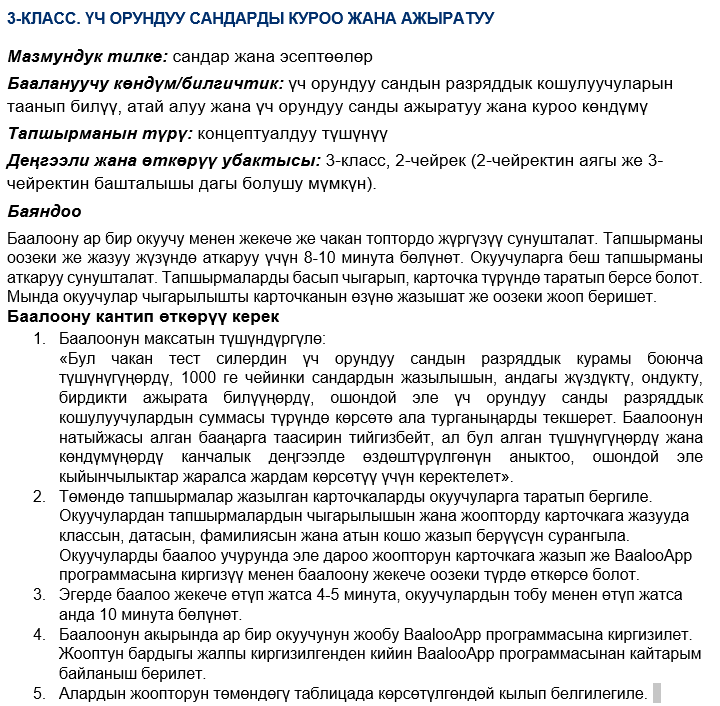 3-КЛАСС. ҮЧ ОРУНДУУ САНДАРДЫ КУРОО ЖАНА АЖЫРАТУУ
Мазмундук тилке: сандар жана эсептөөлөр
Баалануучу көндүм/билгичтик: үч орундуу сандын разряддык кошулуучуларын
таанып билүү, атай алуу жана үч орундуу санды ажыратуу жана куроо көндүмү
Тапшырманын түрү: концептуалдуу түшүнүү
Деңгээли жана өткөрүү убактысы: 3-класс, 2-чейрек (2-чейректин аягы же 3-
чейректин башталышы дагы болушу мүмкүн).
Баяндоо
Баалоону ар бир окуучу менен жекече же чакан топтордо жүргүзүү сунушталат. Тапшырманы
оозеки же жазуу жүзүндө аткаруу үчүн 8-10 минута бөлүнөт. Окуучуларга беш тапшырманы
аткаруу сунушталат. Тапшырмаларды басып чыгарып, карточка түрүндө таратып берсе болот.
Мында окуучулар чыгарылышты карточканын өзүнө жазышат же оозеки жооп беришет.
Баалоону кантип өткөрүү керек
1. Баалоонун максатын түшүндүргүлө:
«Бул чакан тест силердин үч орундуу сандын разряддык курамы боюнча
түшүнүгүңөрдү, 1000 ге чейинки сандардын жазылышын, андагы жүздүктү, ондукту,
бирдикти ажырата билүүңөрдү, ошондой эле үч орундуу санды разряддык
кошулуучулардын суммасы түрүндө көрсөтө ала турганыңарды текшерет. Баалоонун
натыйжасы алган бааңарга таасирин тийгизбейт, ал бул алган түшүнүгүңөрдү жана
көндүмүңөрдү канчалык деңгээлде өздөштүрүлгөнүн аныктоо, ошондой эле
кыйынчылыктар жаралса жардам көрсөтүү үчүн керектелет».
2. Төмөндө тапшырмалар жазылган карточкаларды окуучуларга таратып бергиле.
Окуучулардан тапшырмалардын чыгарылышын жана жоопторду карточкага жазууда
классын, датасын, фамилиясын жана атын кошо жазып берүүсүн сурангыла.
Окуучуларды баалоо учурунда эле дароо жоопторун карточкага жазып же BaalooApp
программасына киргизүү менен баалоону жекече оозеки түрдө өткөрсө болот.
3. Эгерде баалоо жекече өтүп жатса 4-5 минута, окуучулардын тобу менен өтүп жатса
анда 10 минута бөлүнөт.
4. Баалоонун акырында ар бир окуучунун жообу BaalooApp программасына киргизилет.
Жооптун бардыгы жалпы киргизилгенден кийин BaalooApp программасынан кайтарым
байланыш берилет.
5. Алардын жоопторун төмөндөгү таблицада көрсөтүлгөндөй кылып белгилегиле.